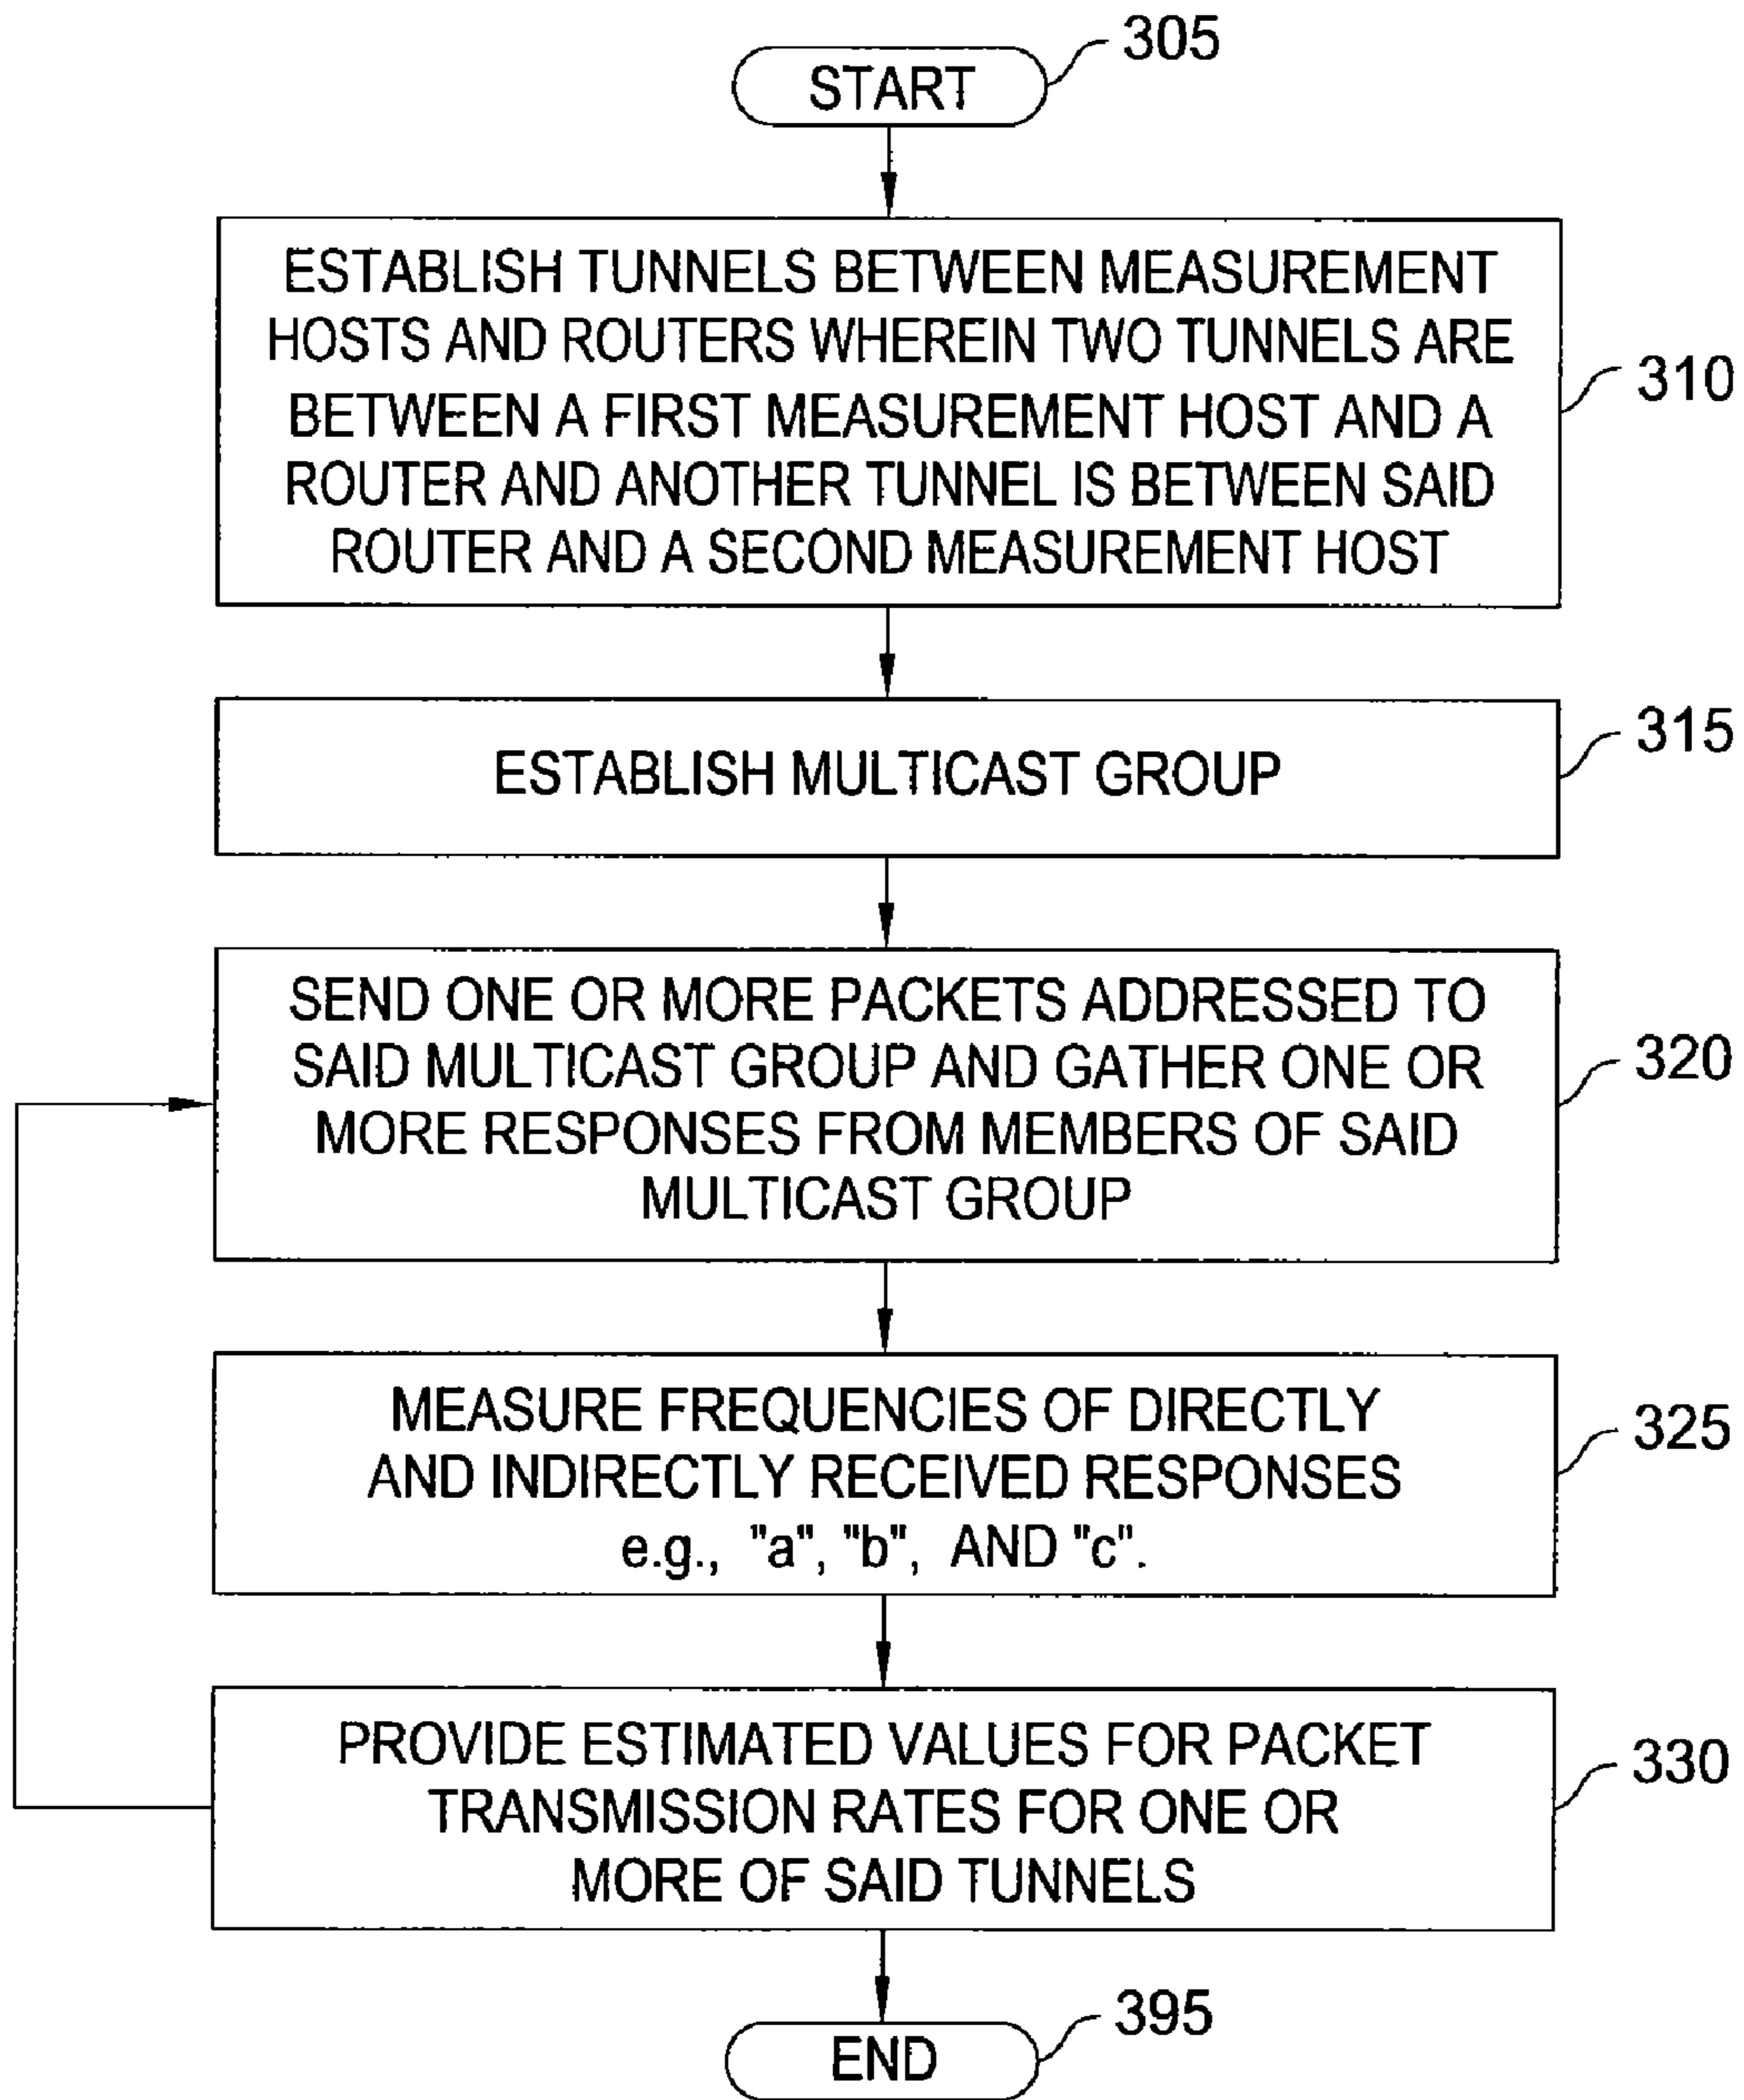 START
305
ESTABLISH TUNNELS BETWEEN MEASUREMENT
HOSTS AND ROUTERS WHEREIN TWO TUNNELS ARE
BETWEEN A FIRST MEASUREMENT HOST AND A
ROUTER AND ANOTHER TUNNEL IS BETWEEN SAID
ROUTER AND A SECOND MEASUREMENT HOST
310
ESTABLISH MULTICAST GROUP
315
SEND ONE OR MORE PACKETS ADDRESSED TO
SAID MULTICAST GROUP AND GATHER ONE OR
MORE RESPONSES FROM MEMBERS OF SAID
MULTICAST GROUP
320
MEASURE FREQUENCIES OF DIRECTLY
AND INDIRECTLY RECEIVED RESPONSES
e.g., "a", "b", AND "c".
325
PROVIDE ESTIMATED VALUES FOR PACKET
TRANSMISSION RATES FOR ONE OR
MORE OF SAID TUNNELS
330
END
395